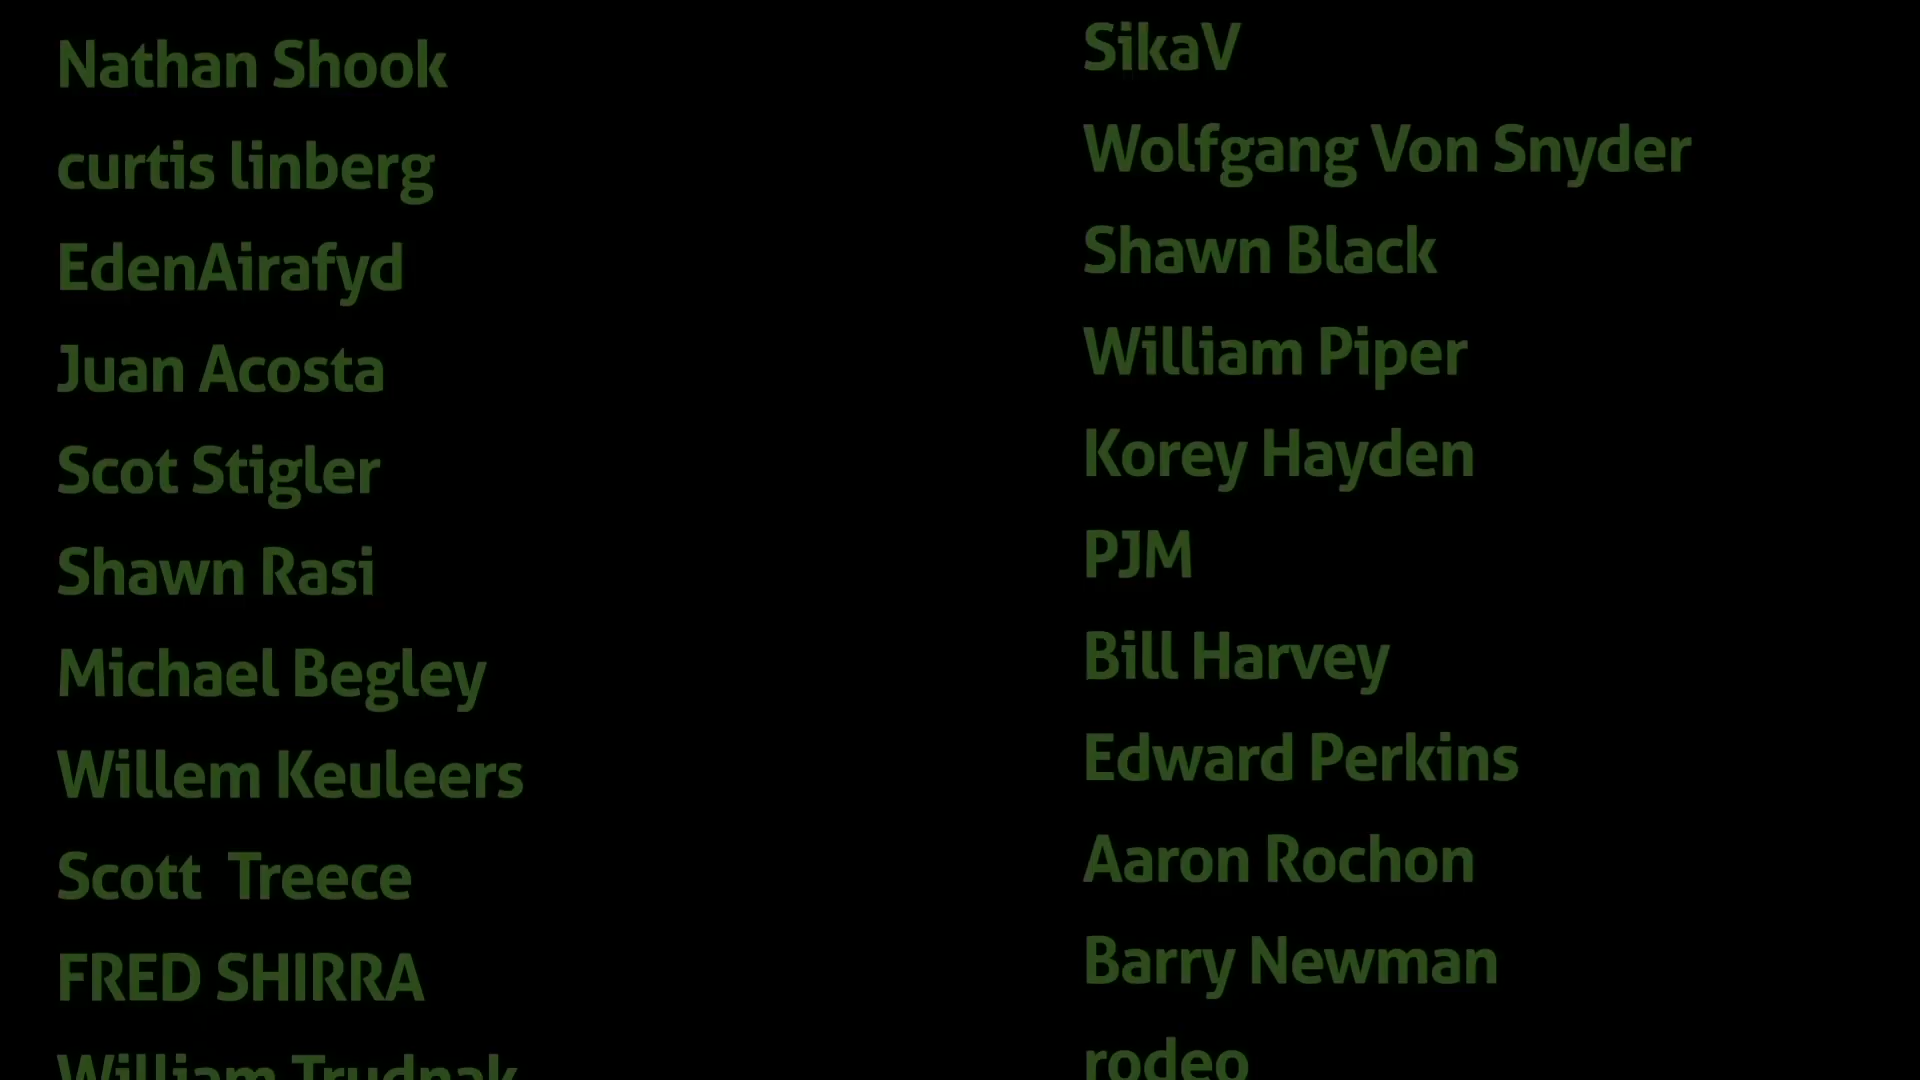 Nathan Shook
curtis linberg
EdenAirafyd
Juan Acosta
Scot Stigler
Shawn Rasi
Michael Begley
Willem Keuleers
Scott  Treece
FRED SHIRRA
William Trudnak
SikaV
Wolfgang Von Snyder
Shawn Black
William Piper
Korey Hayden
PJM
Bill Harvey
Edward Perkins
Aaron Rochon
Barry Newman
rodeo